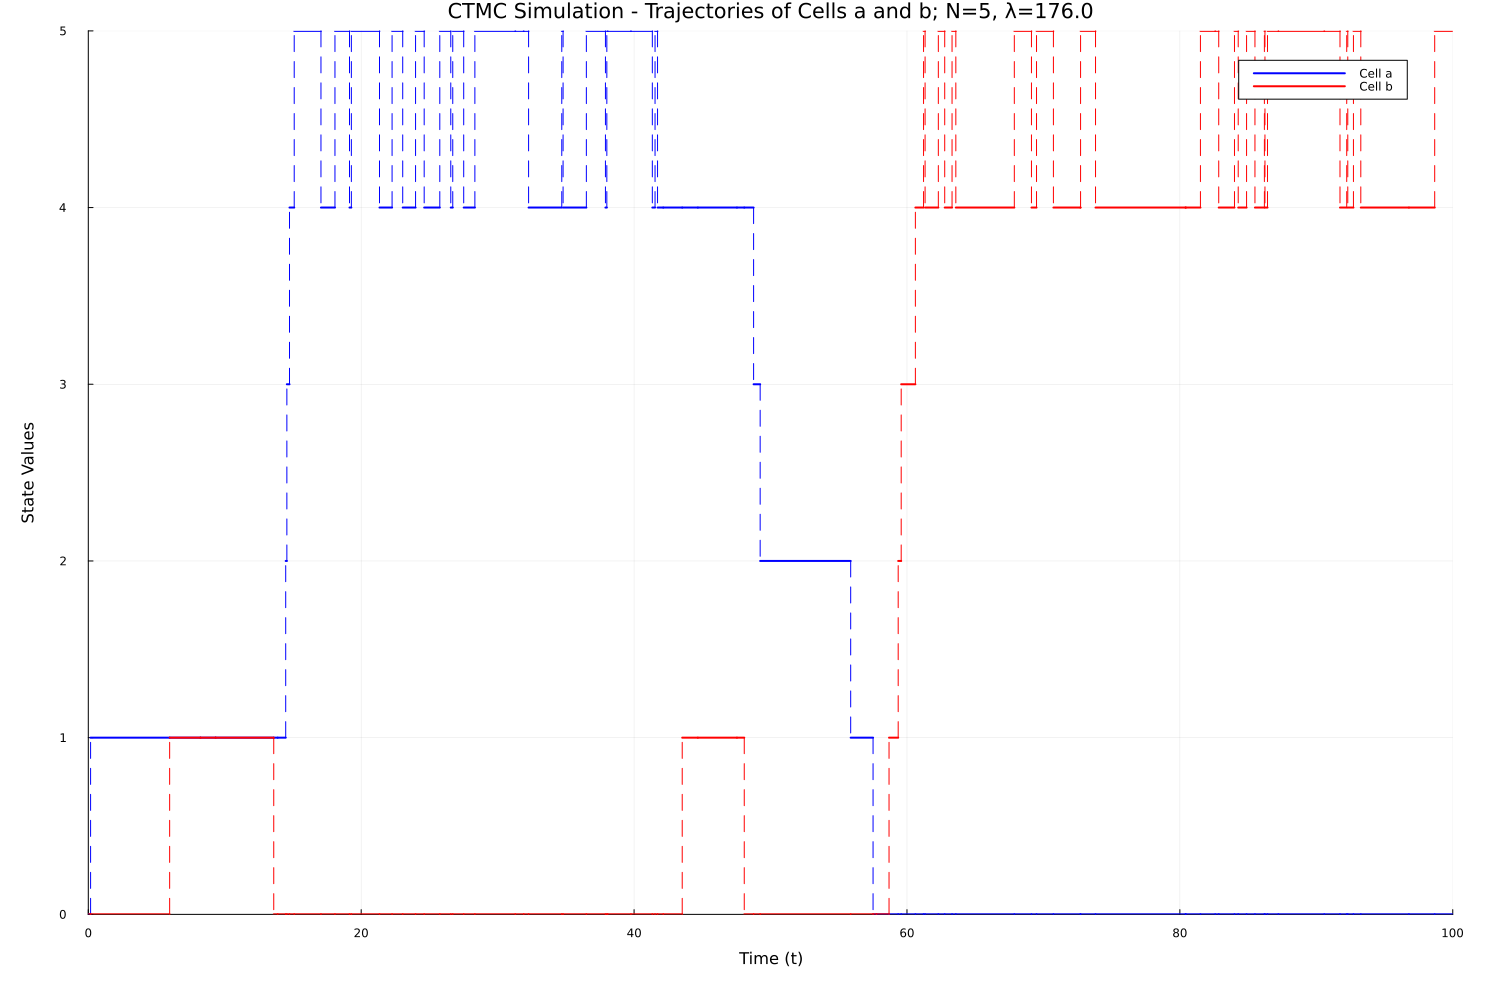 CTMC Simulation - Trajectories of Cells a and b; N=5, λ=176.0
5
Cell a
Cell b
4
3
State Values
2
1
0
0 20 40 60 80 100
Time (t)